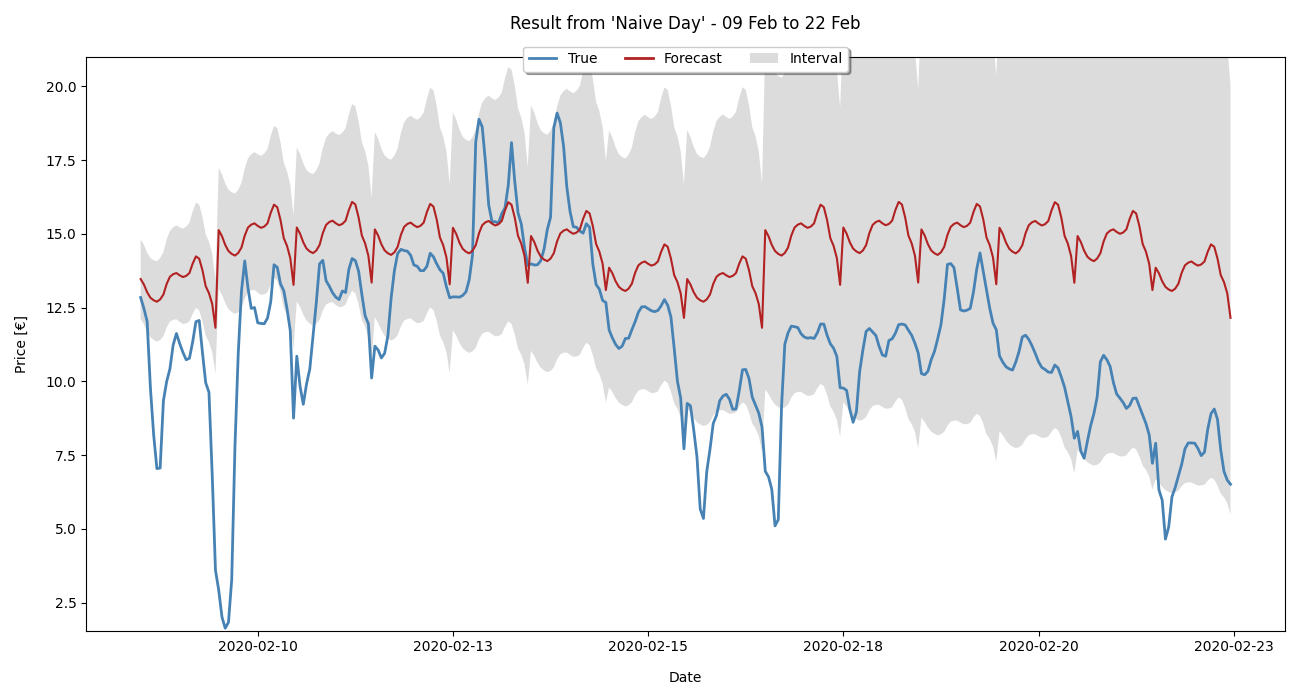 Result from 'Naive Day' - 09 Feb to 22 Feb
True Forecast Interval
20.0
17.5
15.0
12.5
10.0
7.5
5.0
2.5
Price [€]
2020-02-10 2020-02-13 2020-02-15 2020-02-18 2020-02-20 2020-02-23
Date